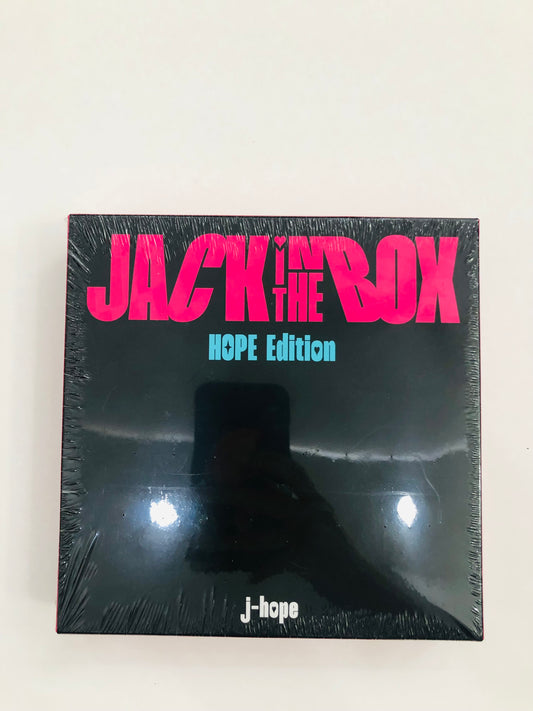 JACK iN THE BOX
HOPE Edition
j-hope